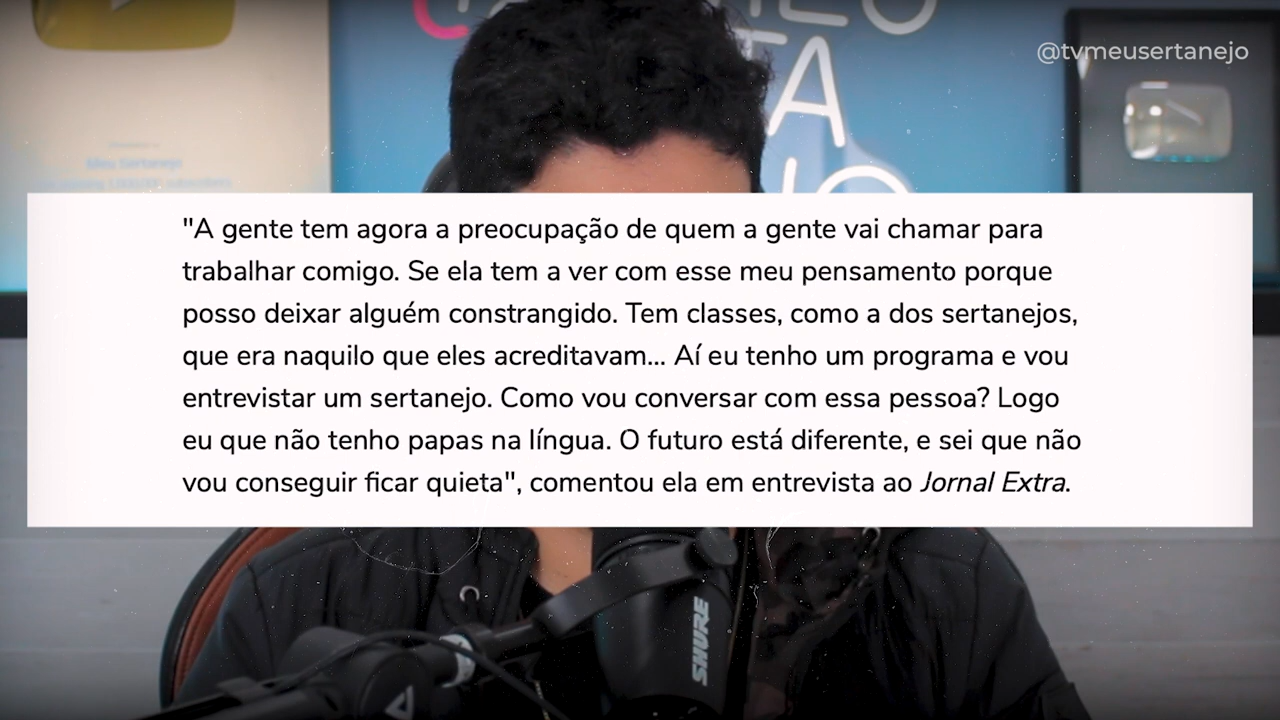 @tvmeusertanejo
Meu Sertanejo
"A gente tem agora a preocupação de quem a gente vai chamar para
trabalhar comigo. Se ela tem a ver com esse meu pensamento porque
posso deixar alguém constrangido. Tem classes, como a dos sertanejos,
que era naquilo que eles acreditavam... Aí eu tenho um programa e vou
entrevistar um sertanejo. Como vou conversar com essa pessoa? Logo
eu que não tenho papas na língua. O futuro está diferente, e sei que não
vou conseguir ficar quieta", comentou ela em entrevista ao Jornal Extra.
SHURE